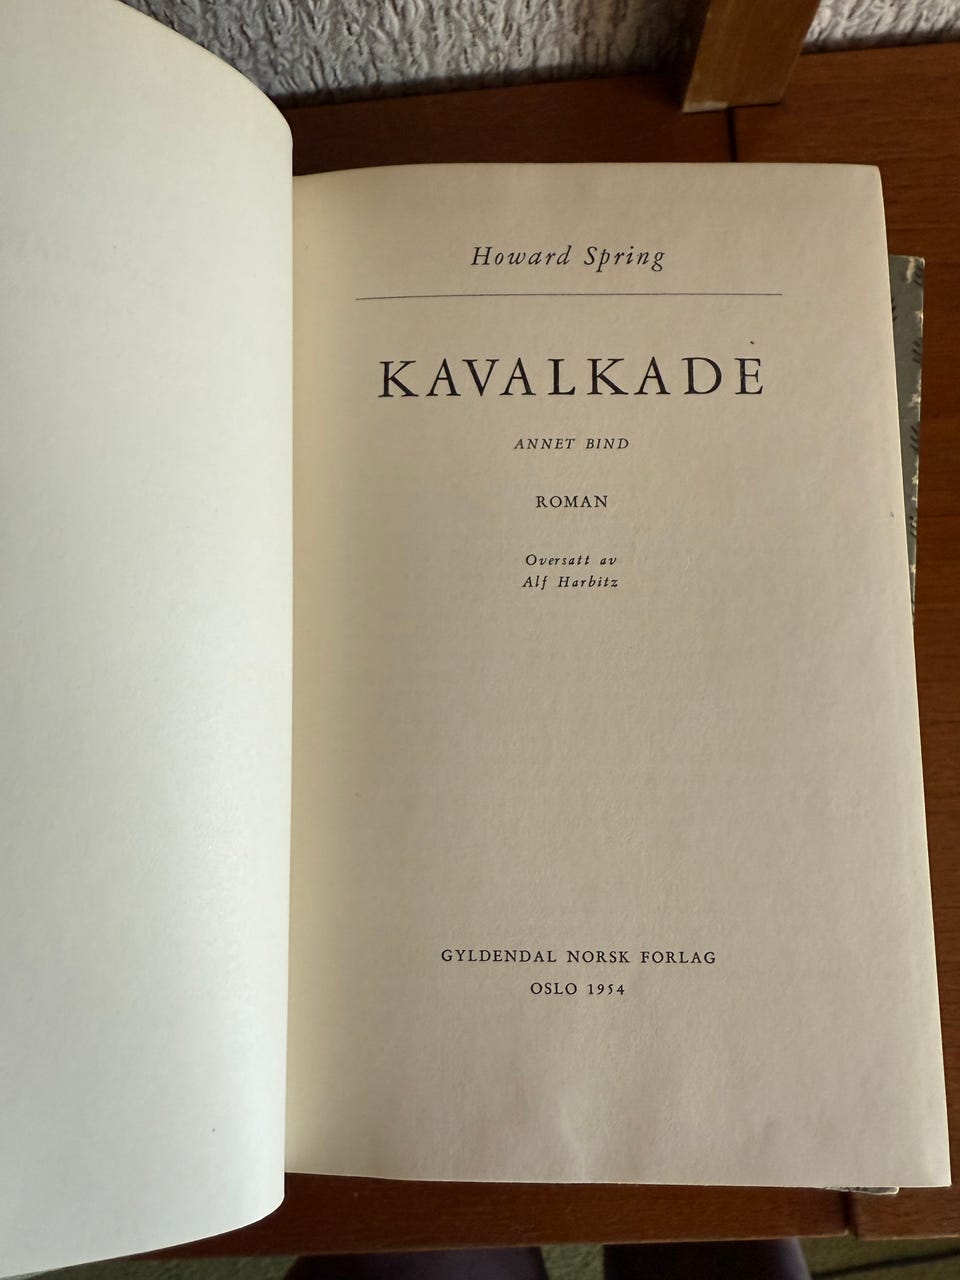 Howard Spring
KAVALKADE
ANNET BIND
ROMAN
Oversatt av
Alf Harbitz
GYLDENDAL NORSK FORLAG
OSLO 1954